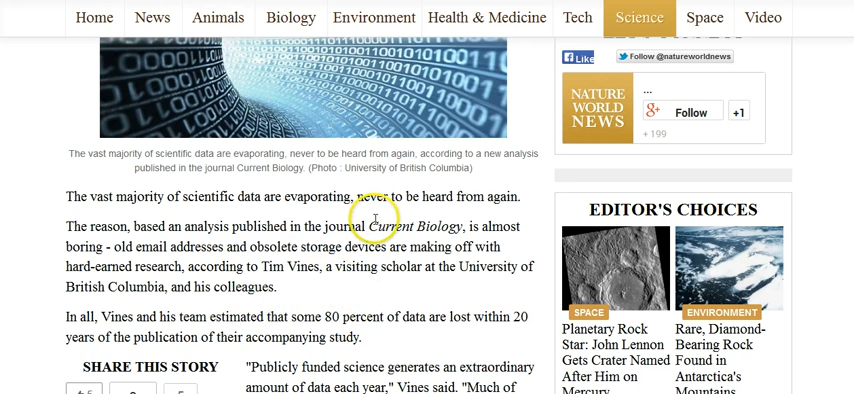 Home News Animals Biology Environment Health & Medicine Tech Science Space Video
The vast majority of scientific data are evaporating, never to be heard from again, according to a new analysis
published in the journal Current Biology. (Photo : University of British Columbia)
The vast majority of scientific data are evaporating, never to be heard from again.
The reason, based an analysis published in the journal Current Biology, is almost
boring - old email addresses and obsolete storage devices are making off with
hard-earned research, according to Tim Vines, a visiting scholar at the University of
British Columbia, and his colleagues.
In all, Vines and his team estimated that some 80 percent of data are lost within 20
years of the publication of their accompanying study.
SHARE THIS STORY
"Publicly funded science generates an extraordinary
amount of data each year," Vines said. "Much of
Like
Follow @natureworldnews
NATURE
WORLD
NEWS
...
g+ Follow +1
+ 199
EDITOR'S CHOICES
SPACE
Planetary Rock
Star: John Lennon
Gets Crater Named
After Him on
Mercury
ENVIRONMENT
Rare, Diamond-
Bearing Rock
Found in
Antarctica's
Mountains